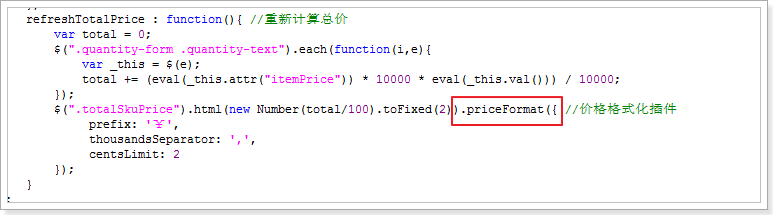 refreshTotalPrice : function(){ //重新计算总价
var total = 0;
$(".quantity-form .quantity-text").each(function(i,e){
var _this = $(e);
total += (eval(_this.attr("itemPrice")) * 10000 * eval(_this.val())) / 10000;
});
$(".totalSkuPrice").html(new Number(total/100).toFixed(2)).priceFormat({ //价格格式化插件
prefix: '¥',
thousandsSeparator: ',',
centsLimit: 2
});
}